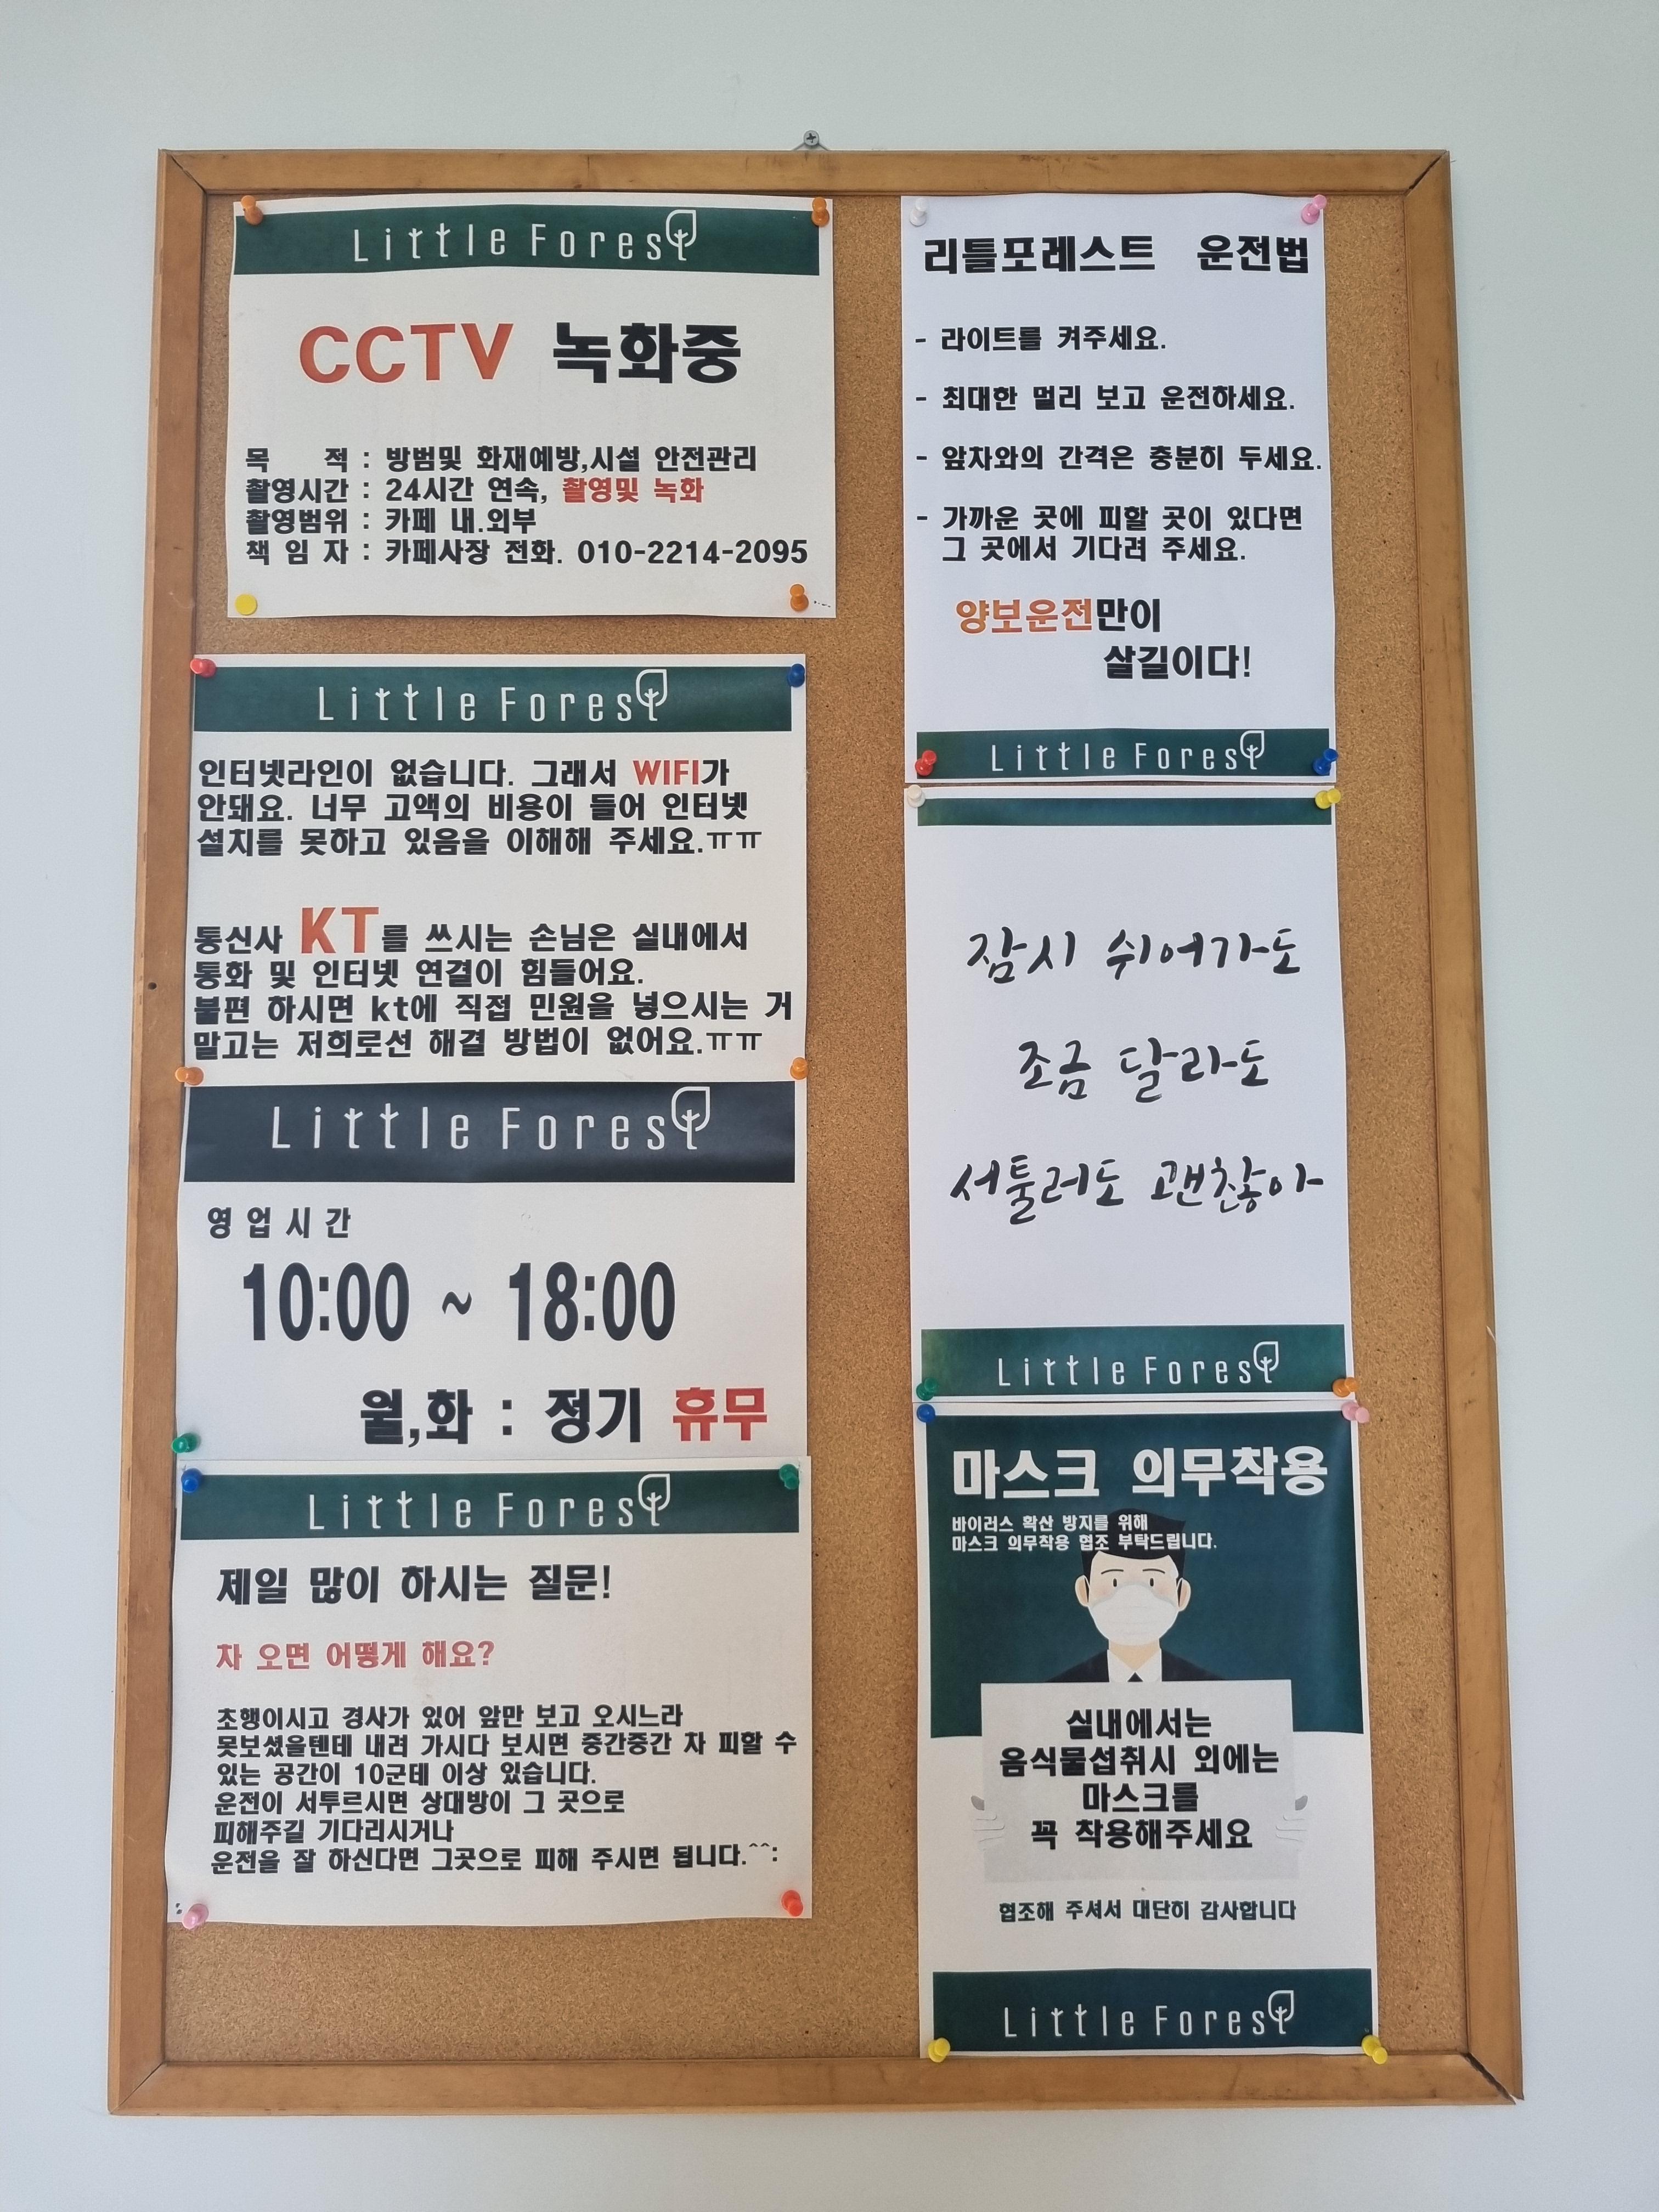 Little Forest
CCTV 녹화중
목 적 : 방범및 화재예방,시설 안전관리
촬영시간 : 24시간 연속, 촬영및 녹화
촬영범위 : 카페 내.외부
책 임 자 : 카페사장 전화. 010-2214-2095
Little Forest
인터넷라인이 없습니다. 그래서 WIFI가
안돼요. 너무 고액의 비용이 들어 인터넷
설치를 못하고 있음을 이해해 주세요.ㅠㅠ
통신사 KT를 쓰시는 손님은 실내에서
통화 및 인터넷 연결이 힘들어요.
불편 하시면 kt에 직접 민원을 넣으시는 거
말고는 저희로선 해결 방법이 없어요.ㅠㅠ
Little Forest
영업시간
10:00 ~ 18:00
월,화 : 정기 휴무
Little Forest
제일 많이 하시는 질문!
차 오면 어떻게 해요?
초행이시고 경사가 있어 앞만 보고 오시느라
못보셨을텐데 내려 가시다 보시면 중간중간 차 피할 수
있는 공간이 10군데 이상 있습니다.
운전이 서투르시면 상대방이 그 곳으로
피해주길 기다리시거나
운전을 잘 하신다면 그곳으로 피해 주시면 됩니다.^^:
리틀포레스트 운전법
- 라이트를 켜주세요.
- 최대한 멀리 보고 운전하세요.
- 앞차와의 간격은 충분히 두세요.
- 가까운 곳에 피할 곳이 있다면
그 곳에서 기다려 주세요.
양보운전만이
살길이다!
Little Forest
잠시 쉬어가도
조금 달라도
서툴러도 괜찮아
Little Forest
마스크 의무착용
바이러스 확산 방지를 위해
마스크 의무착용 협조 부탁드립니다.
실내에서는
음식물섭취시 외에는
마스크를
꼭 착용해주세요
협조해 주셔서 대단히 감사합니다
Little Forest